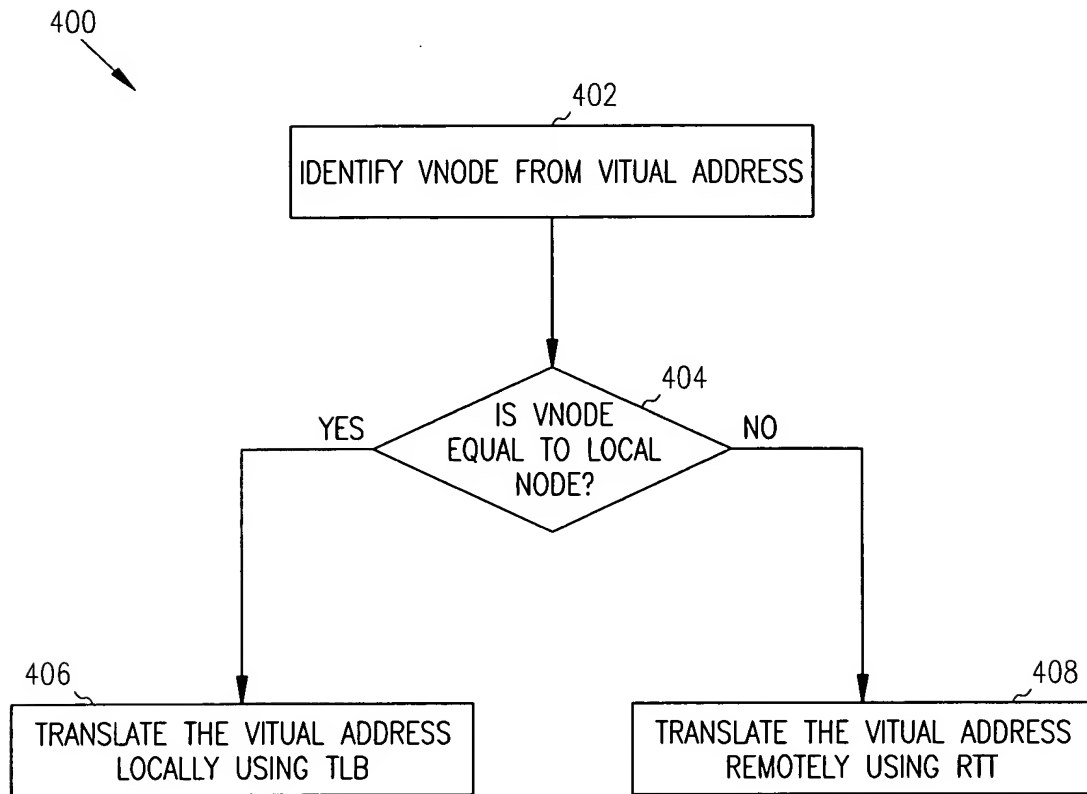 400
402
IDENTIFY VNODE FROM VITUAL ADDRESS
404
IS VNODE
EQUAL TO LOCAL
NODE?
YES
NO
406
TRANSLATE THE VITUAL ADDRESS
LOCALLY USING TLB
408
TRANSLATE THE VITUAL ADDRESS
REMOTELY USING RTT